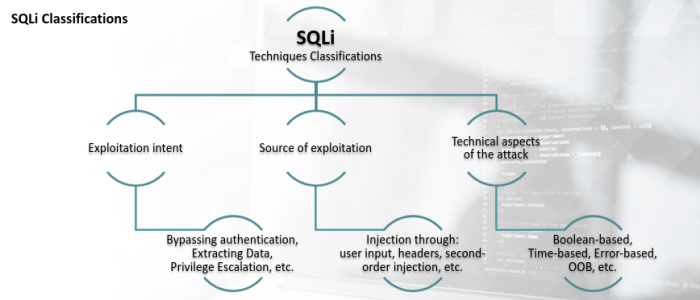 SQLi Classifications
SQLi
Techniques Classifications
Exploitation intent
Source of exploitation
Technical aspects
of the attack
Bypassing authentication,
Extracting Data,
Privilege Escalation, etc.
Injection through:
user input, headers, second-
order injection, etc.
Boolean-based,
Time-based, Error-based,
OOB, etc.